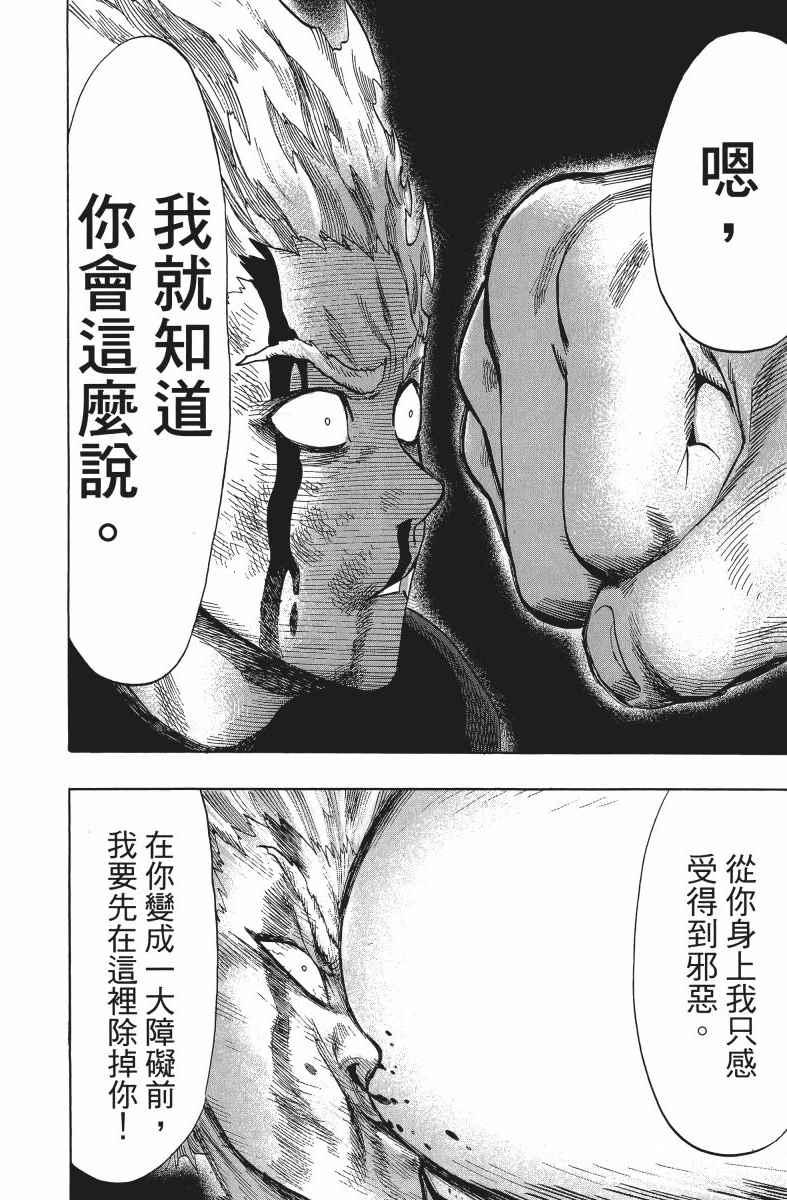 嗯，
我就知道
你會這麼說。
從你身上我只感
受得到邪惡。
在你變成一大障礙前，
我要先在這裡除掉你！